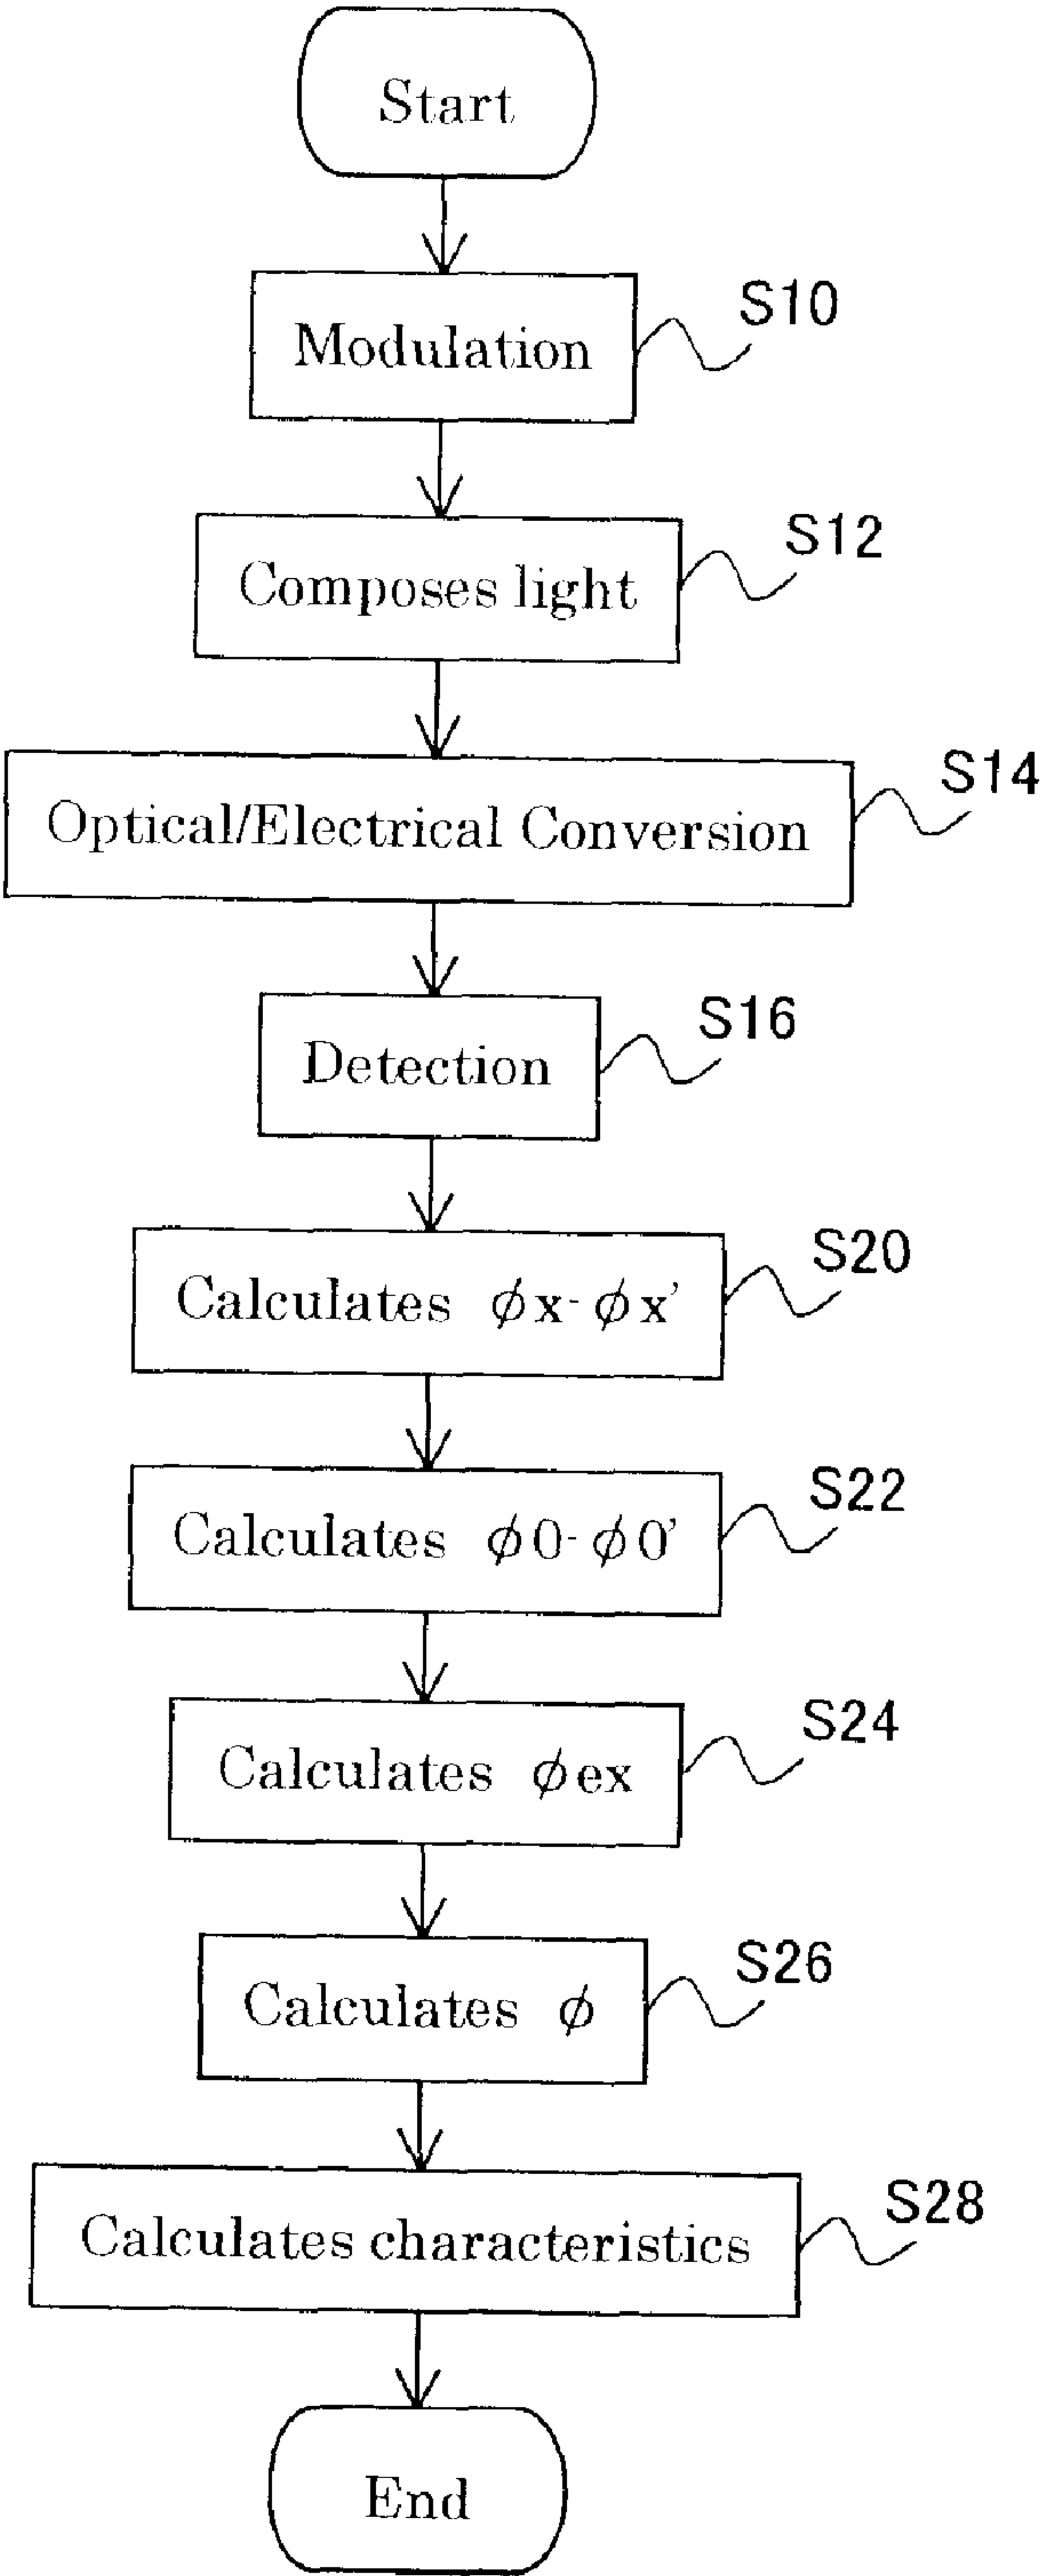 Start
Modulation
S10
Composes light
S12
Optical/Electrical Conversion
S14
Detection
S16
Calculates ϕx-ϕx'
S20
Calculates ϕ0-ϕ0'
S22
Calculates ϕex
S24
Calculates ϕ
S26
Calculates characteristics
S28
End